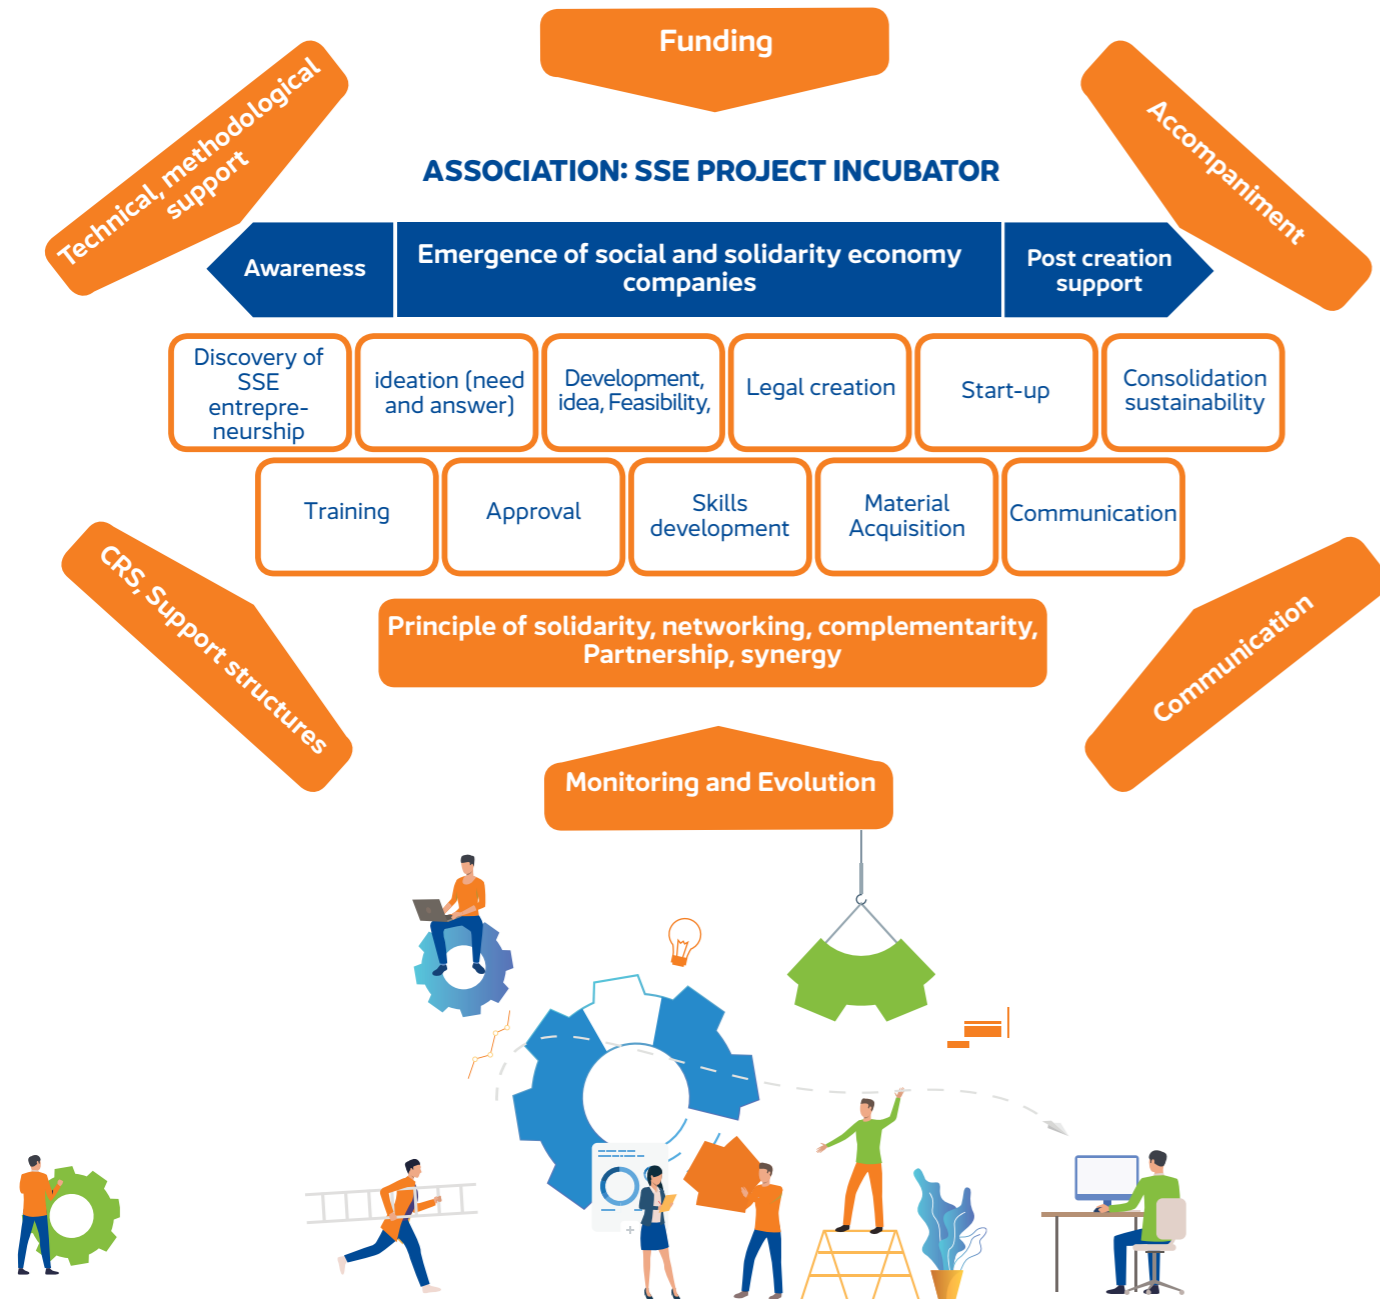 Funding
Technical, methodological
support
Accompaniment
ASSOCIATION: SSE PROJECT INCUBATOR
Awareness
Emergence of social and solidarity economy
companies
Post creation
support
Discovery of
SSE
entrepre-
neurship
ideation (need
and answer)
Development,
idea, Feasibility,
Legal creation
Start-up
Consolidation
sustainability
Training
Approval
Skills
development
Material
Acquisition
Communication
CRS, Support structures
Principle of solidarity, networking, complementarity,
Partnership, synergy
Communication
Monitoring and Evolution